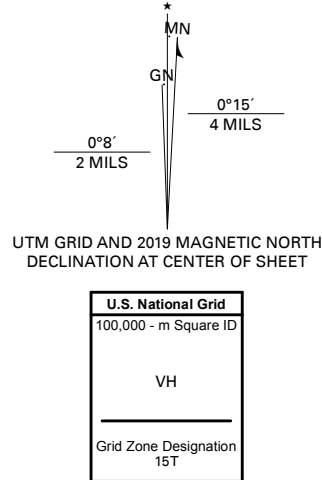 ★
MN
GN
0°15´
4 MILS
0°8´
2 MILS
UTM GRID AND 2019 MAGNETIC NORTH
DECLINATION AT CENTER OF SHEET
U.S. National Grid
100,000 - m Square ID
VH
Grid Zone Designation
15T